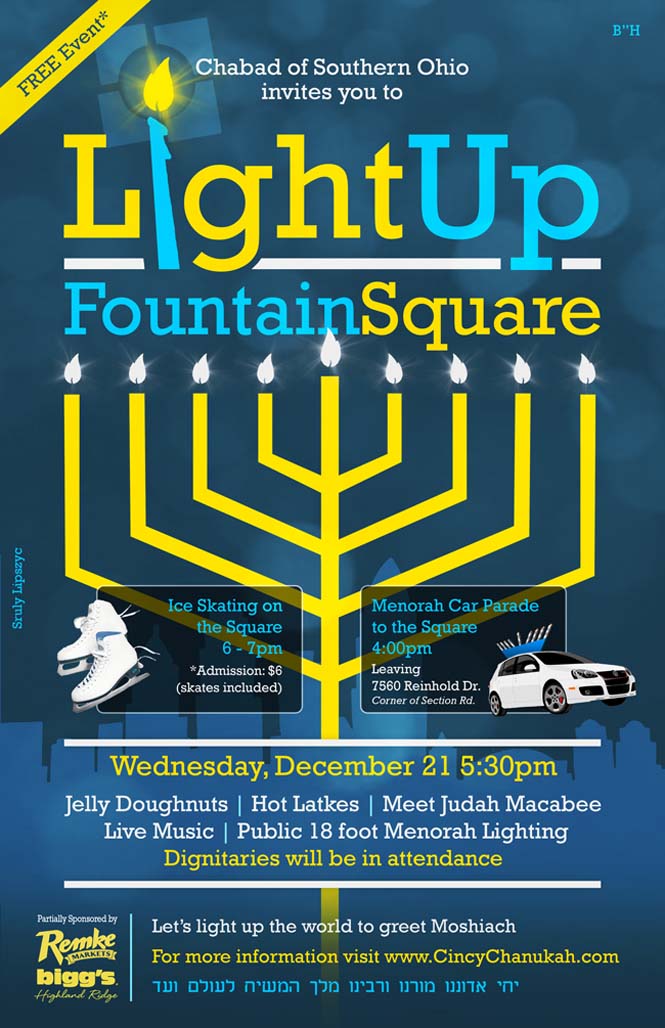 FREE Event*
B"H
Chabad of Southern Ohio
invites you to
LightUp
FountainSquare
Sruly Lipszyc
Ice Skating on
the Square
6 - 7pm
*Admission: $6
(skates included)
Menorah Car Parade
to the Square
4:00pm
Leaving
7560 Reinhold Dr.
Corner of Section Rd.
Wednesday, December 21 5:30pm
Jelly Doughnuts | Hot Latkes | Meet Judah Macabee
Live Music | Public 18 foot Menorah Lighting
Dignitaries will be in attendance
Partially Sponsored by
Remke
MARKETS
bigg's
Highland Ridge
Let's light up the world to greet Moshiach
For more information visit www.CincyChanukah.com
יחי אדוננו מורנו ורבינו מלך המשיח לעולם ועד